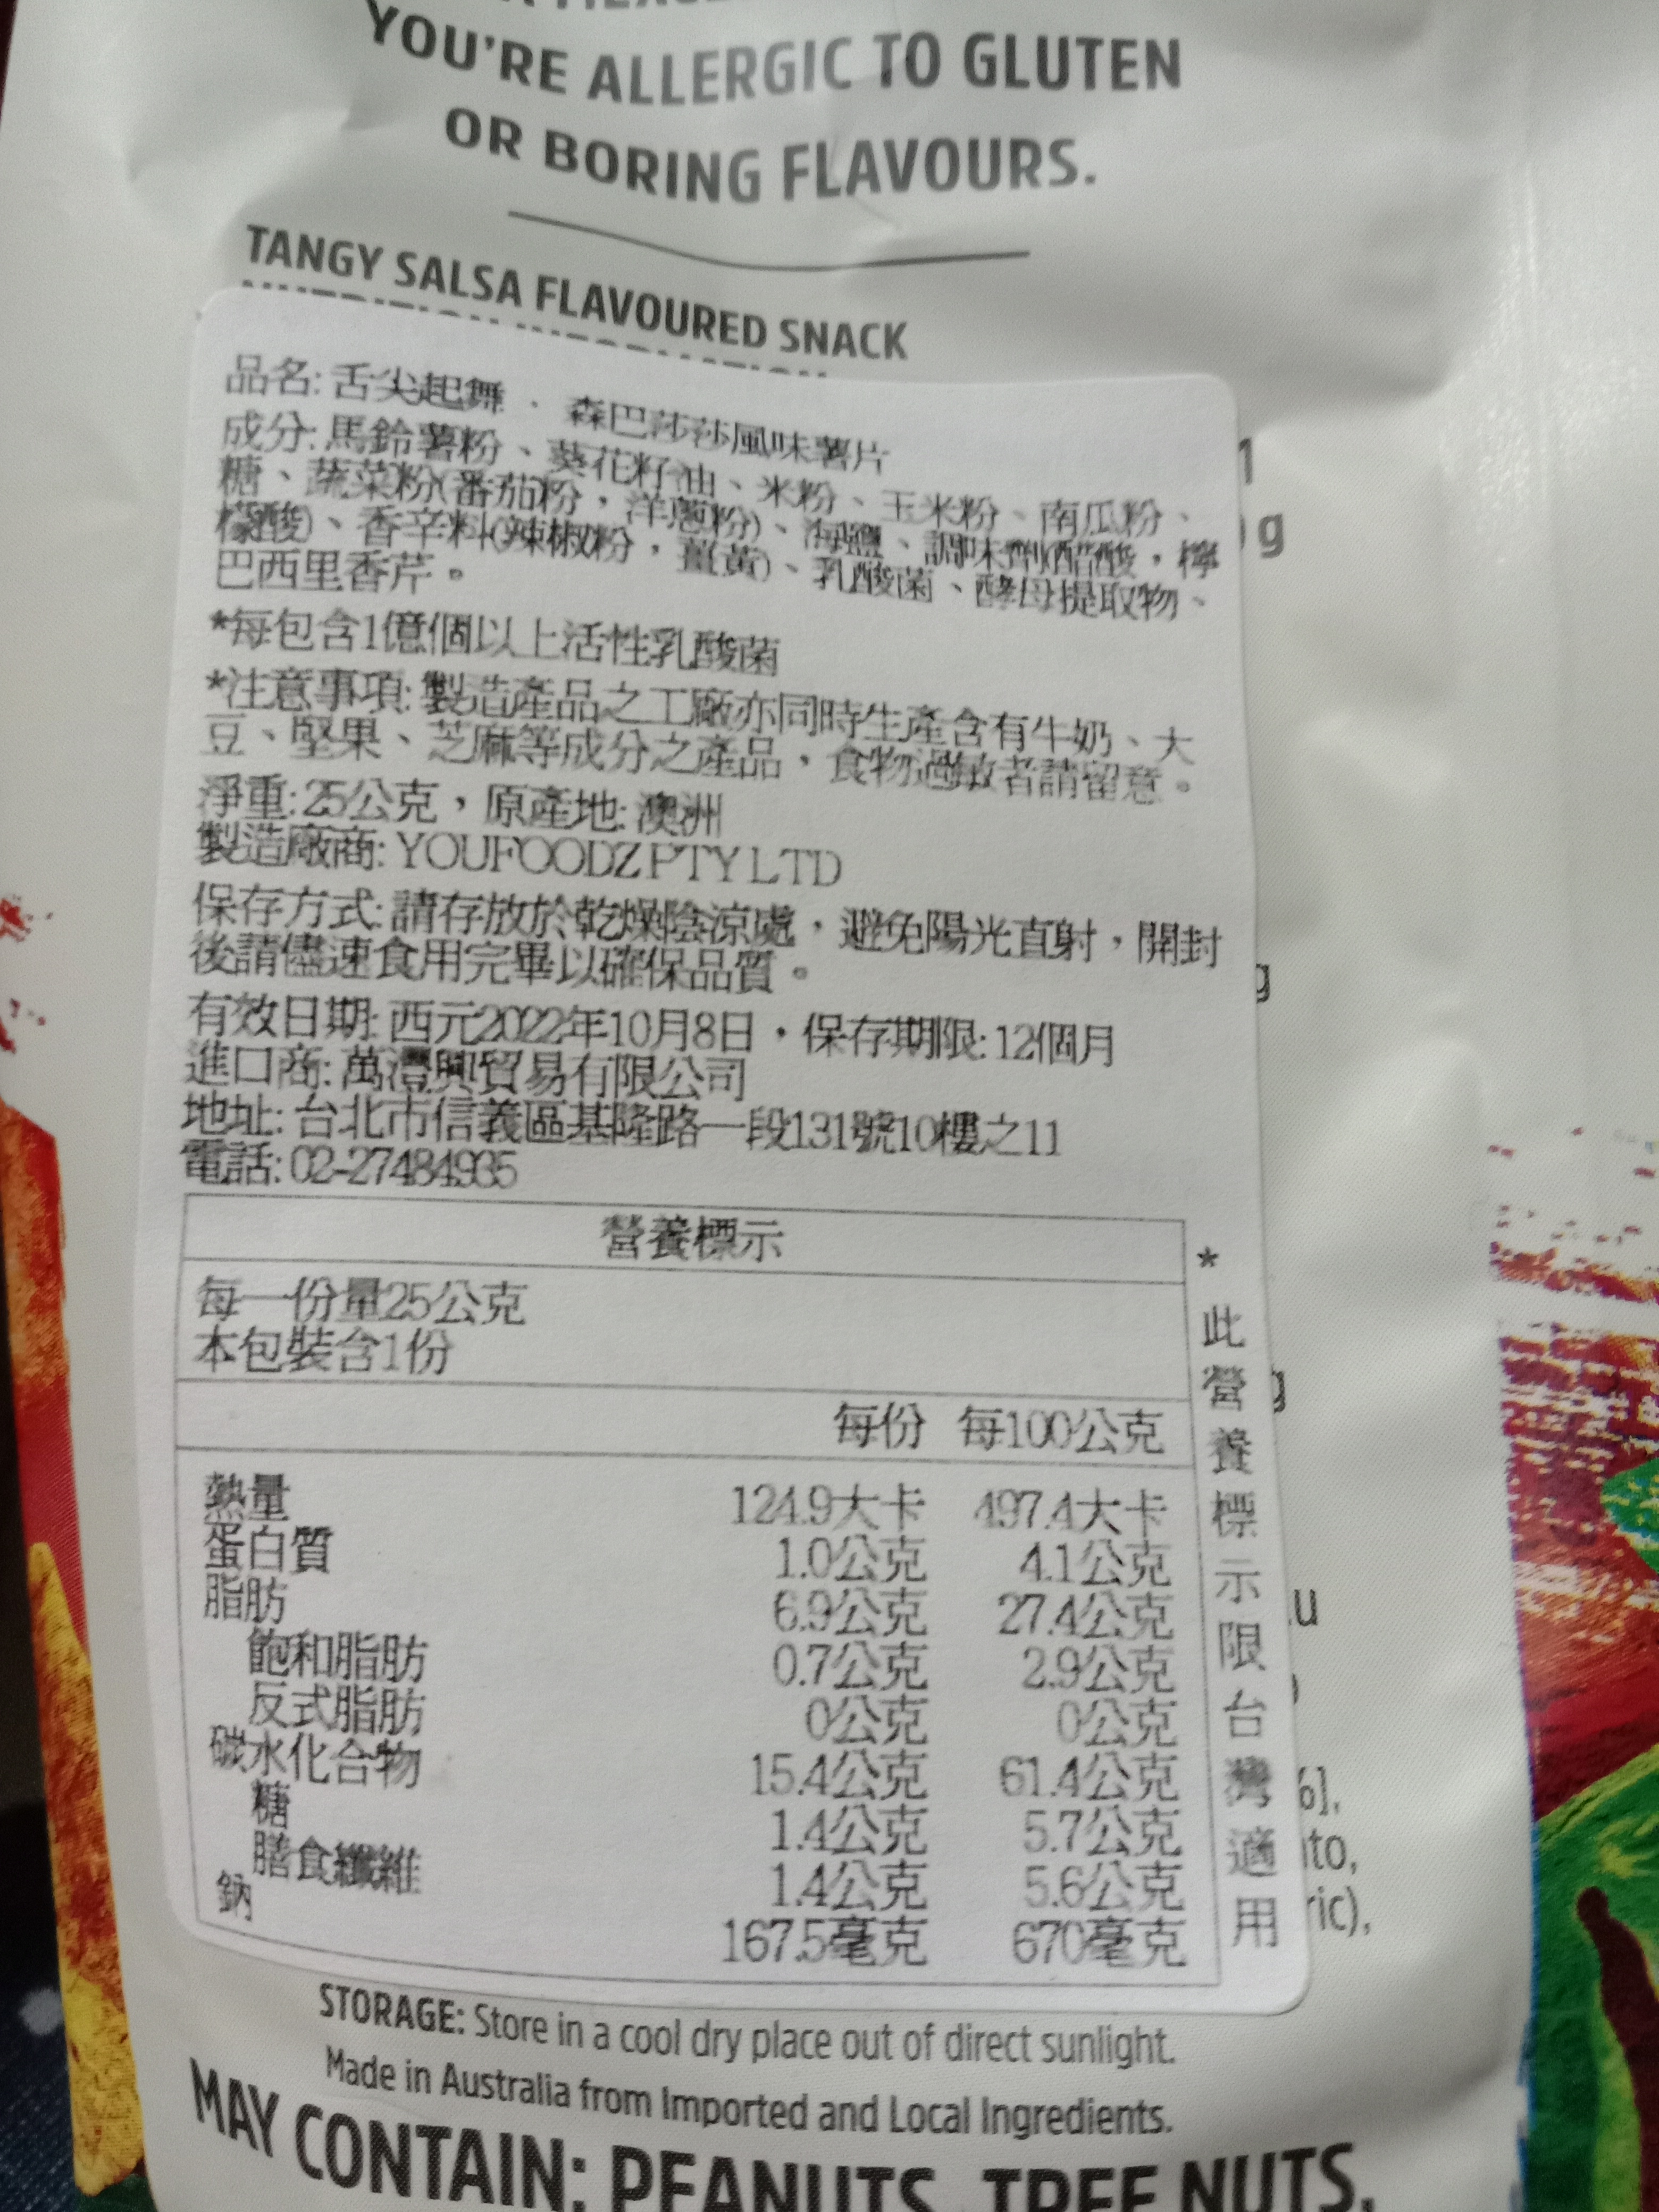 YOU'RE ALLERGIC TO GLUTEN
OR BORING FLAVOURS.
TANGY SALSA FLAVOURED SNACK
品名: 舌尖起舞 · 森巴莎莎風味薯片
成分: 馬鈴薯粉、葵花籽油、米粉、玉米粉、南瓜粉、
糖、蔬菜粉(番茄粉，洋蔥粉)、海鹽、調味劑(醋酸，檸
檬酸)、香辛料(辣椒粉，薑黃)、乳酸菌、酵母提取物、
巴西里香芹。
*每包含1億個以上活性乳酸菌
*注意事項: 製造產品之工廠亦同時生產含有牛奶、大
豆、堅果、芝麻等成分之產品，食物過敏者請留意。
淨重: 25公克，原產地: 澳洲
製造廠商: YOUFOODZ PTY LTD
保存方式: 請存放於乾燥陰涼處，避免陽光直射，開封
後請儘速食用完畢以確保品質。
有效日期: 西元2022年10月8日，保存期限: 12個月
進口商: 萬灃興貿易有限公司
地址: 台北市信義區基隆路一段131號10樓之11
電話: 02-27484935
營養標示
每一份量25公克
本包裝含1份
每份 每100公克
熱量 124.9大卡 497.4大卡
蛋白質 1.0公克 4.1公克
脂肪 6.9公克 27.4公克
飽和脂肪 0.7公克 2.9公克
反式脂肪 0公克 0公克
碳水化合物 15.4公克 61.4公克
糖 1.4公克 5.7公克
膳食纖維 1.4公克 5.6公克
鈉 167.5毫克 670毫克
*此營養標示限台灣適用
STORAGE: Store in a cool dry place out of direct sunlight.
Made in Australia from Imported and Local Ingredients.
MAY CONTAIN: PEANUTS, TREE NUTS,